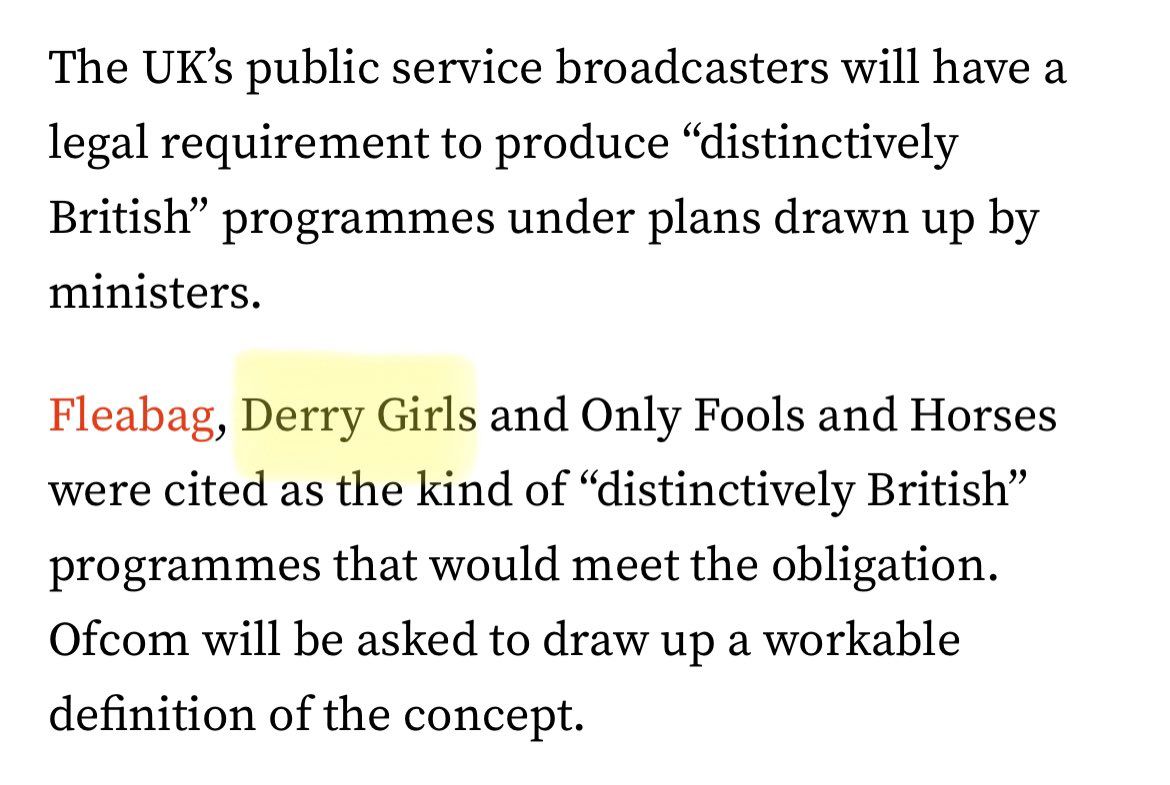 The UK’s public service broadcasters will have a
legal requirement to produce “distinctively
British” programmes under plans drawn up by
ministers.
Fleabag, Derry Girls and Only Fools and Horses
were cited as the kind of “distinctively British”
programmes that would meet the obligation.
Ofcom will be asked to draw up a workable
definition of the concept.